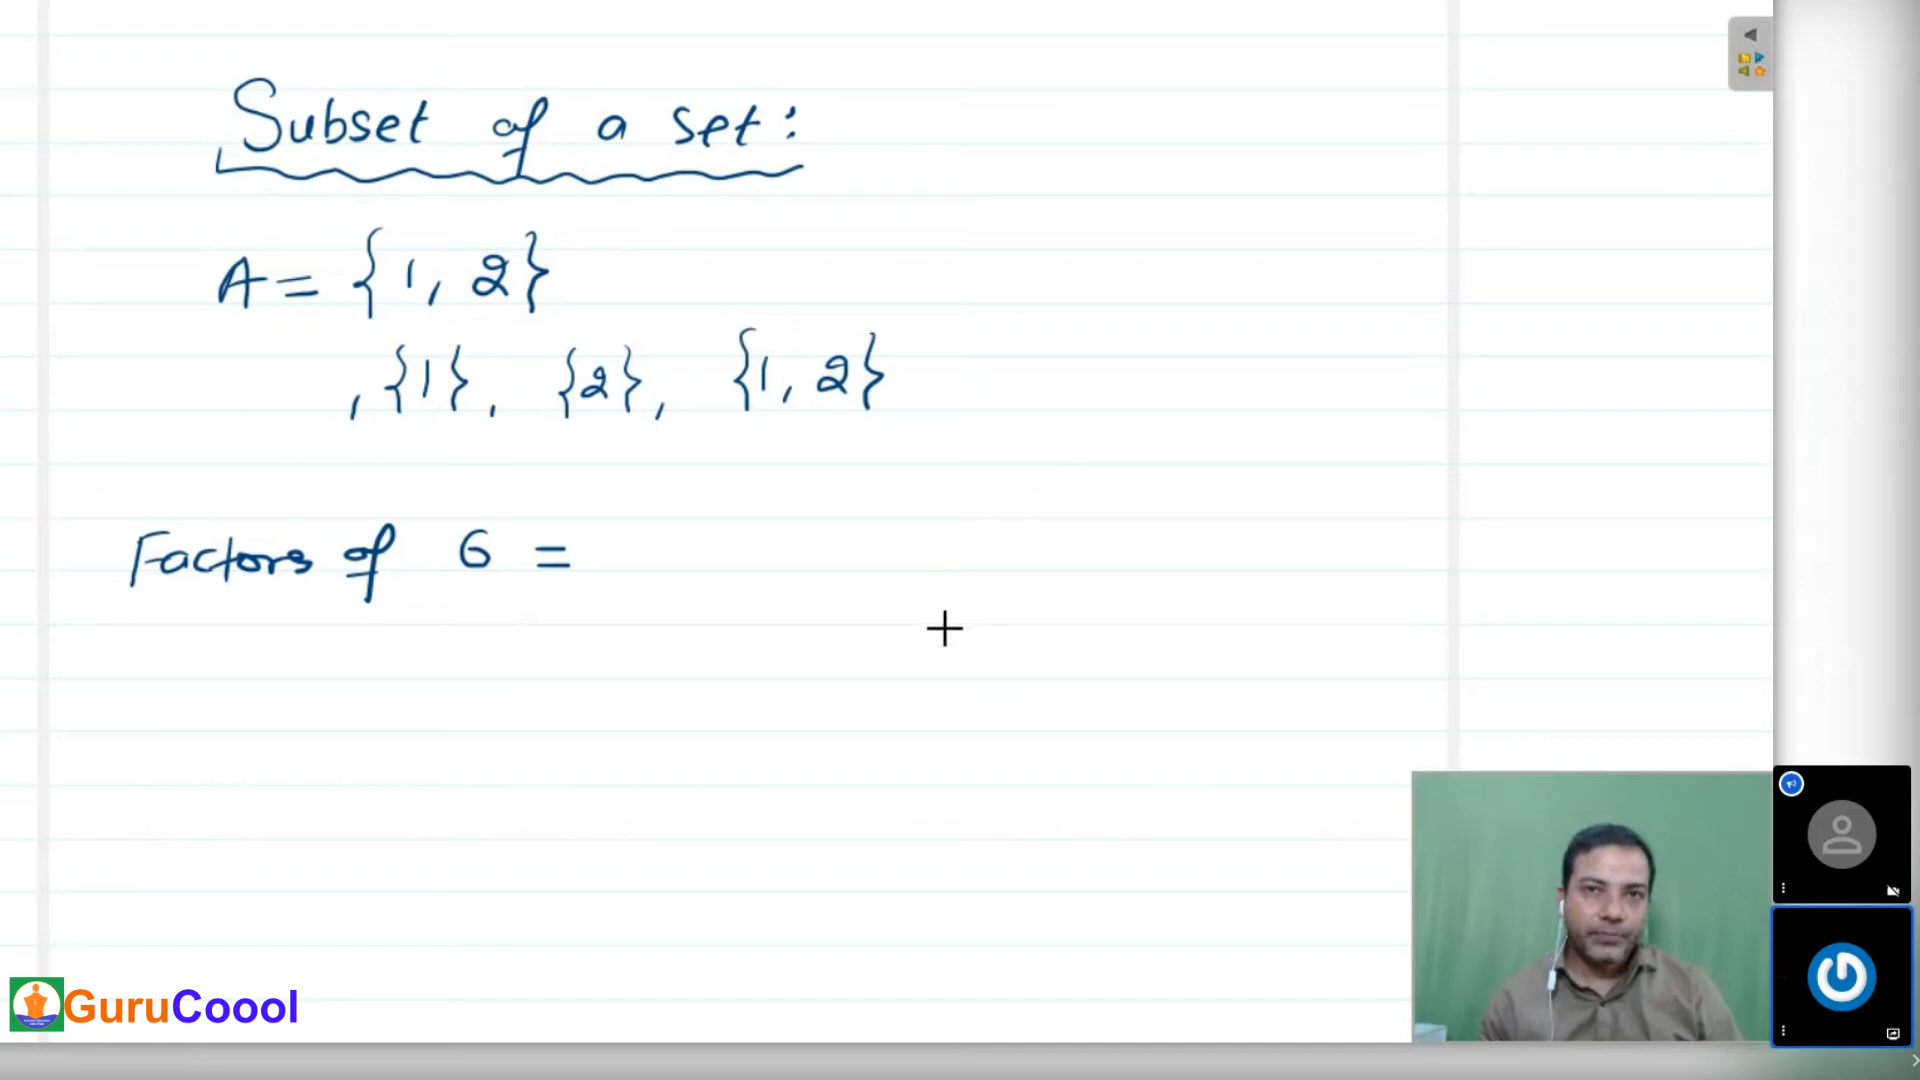 Subset of a set:
A = {1, 2}
, {1}, {2}, {1, 2}
Factors of 6 =
GuruCoool